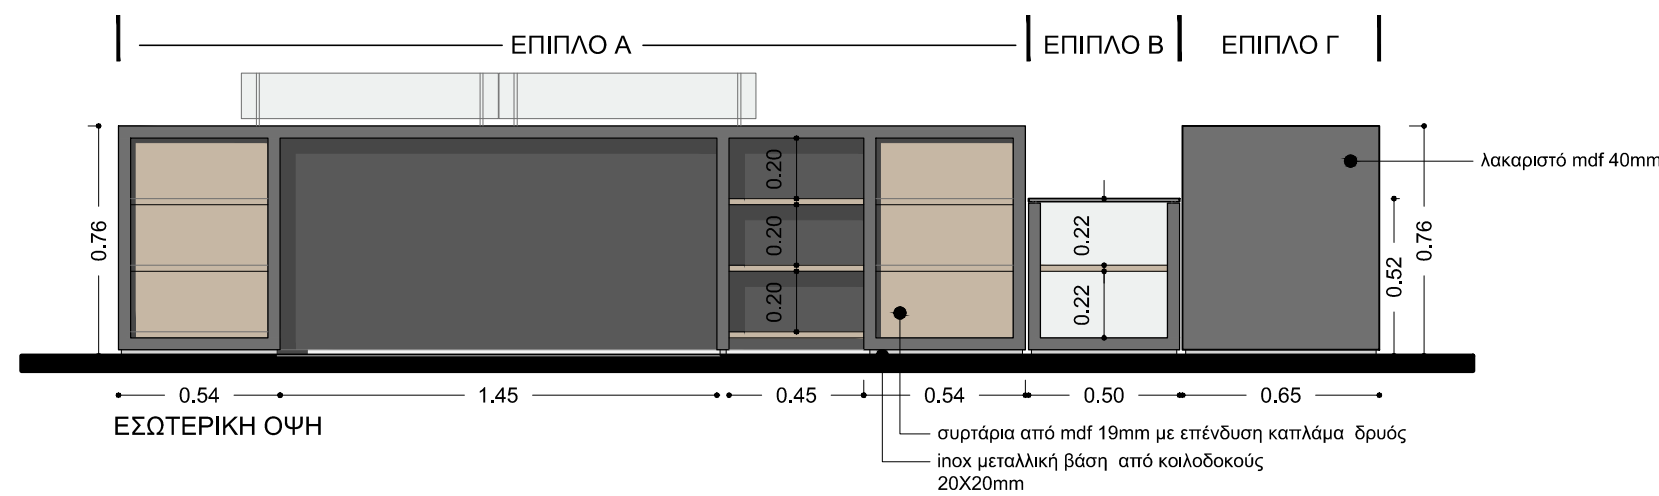 ΕΠΙΠΛΟ Α
ΕΠΙΠΛΟ Β
ΕΠΙΠΛΟ Γ
λακαριστό mdf 40mm
0.76
0.20
0.20
0.20
0.22
0.22
0.52
0.76
0.54
1.45
0.45
0.54
0.50
0.65
ΕΣΩΤΕΡΙΚΗ ΟΨΗ
συρτάρια από mdf 19mm με επένδυση καπλάμα δρυός
inox μεταλλική βάση από κοιλοδοκούς
20X20mm